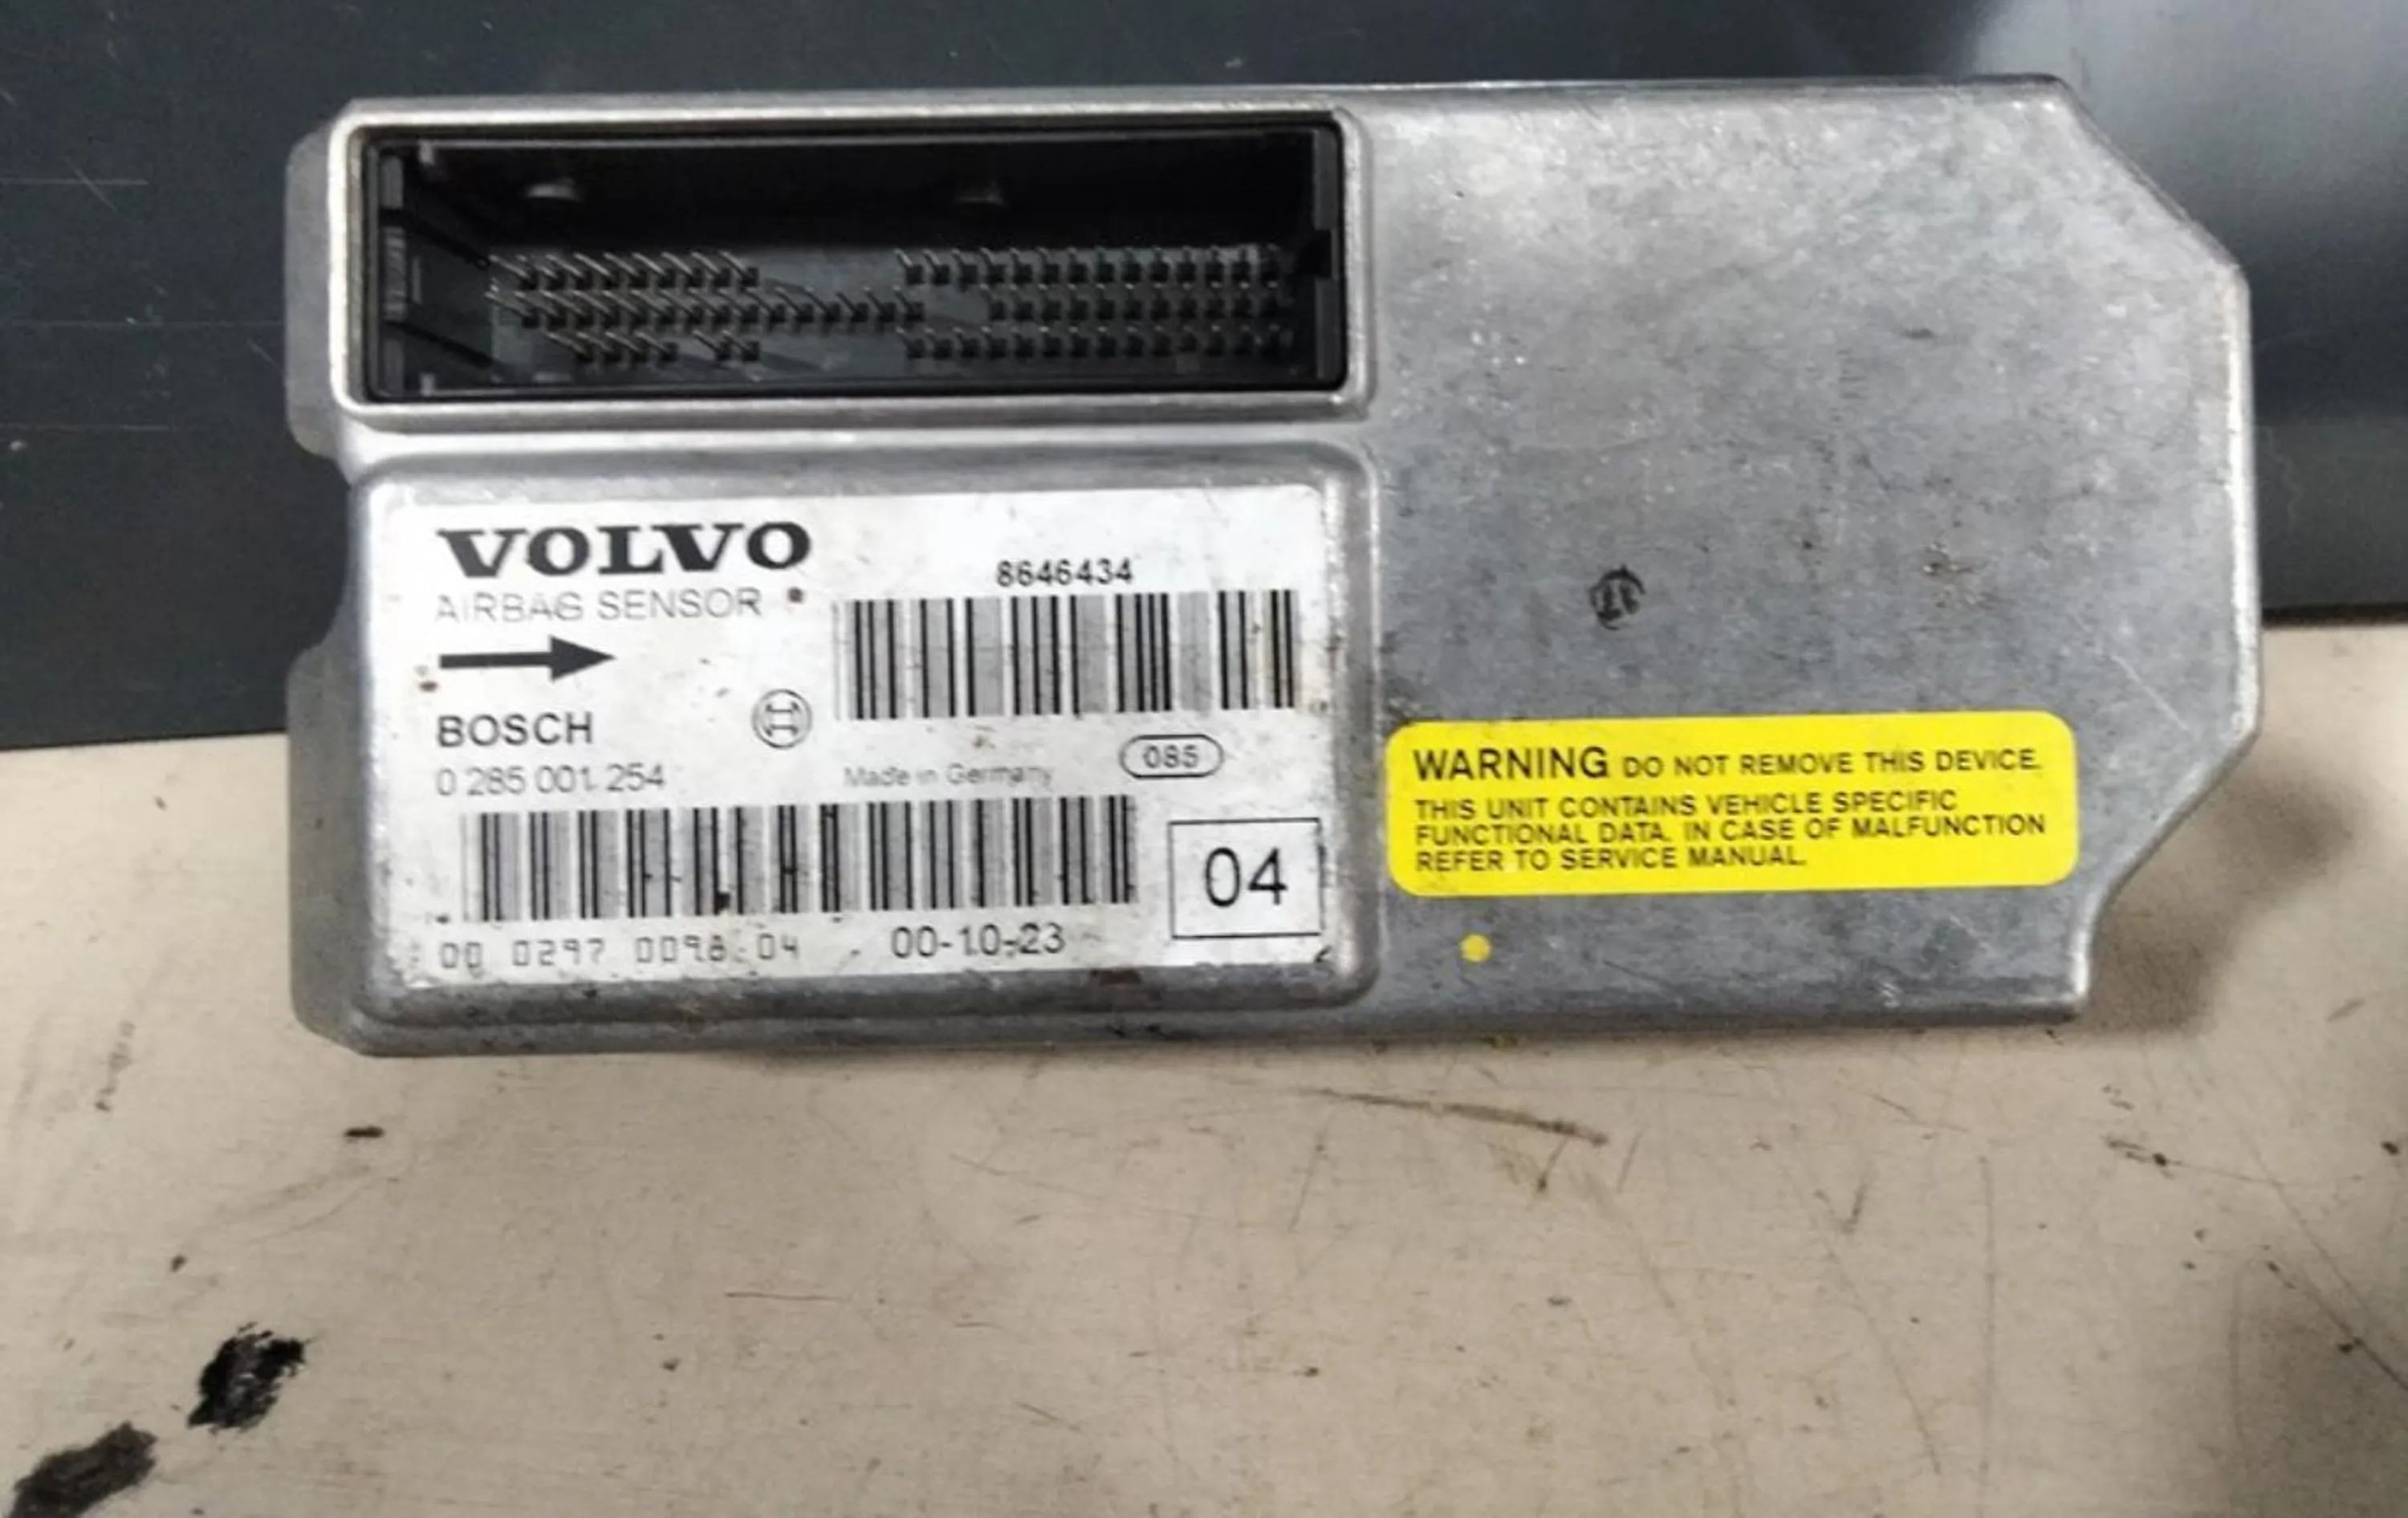 VOLVO
AIRBAG SENSOR
8646434
BOSCH
0 285 001 254
Made in Germany
085
04
00 0297 0098 04
00-10-23
WARNING DO NOT REMOVE THIS DEVICE.
THIS UNIT CONTAINS VEHICLE SPECIFIC
FUNCTIONAL DATA. IN CASE OF MALFUNCTION
REFER TO SERVICE MANUAL.